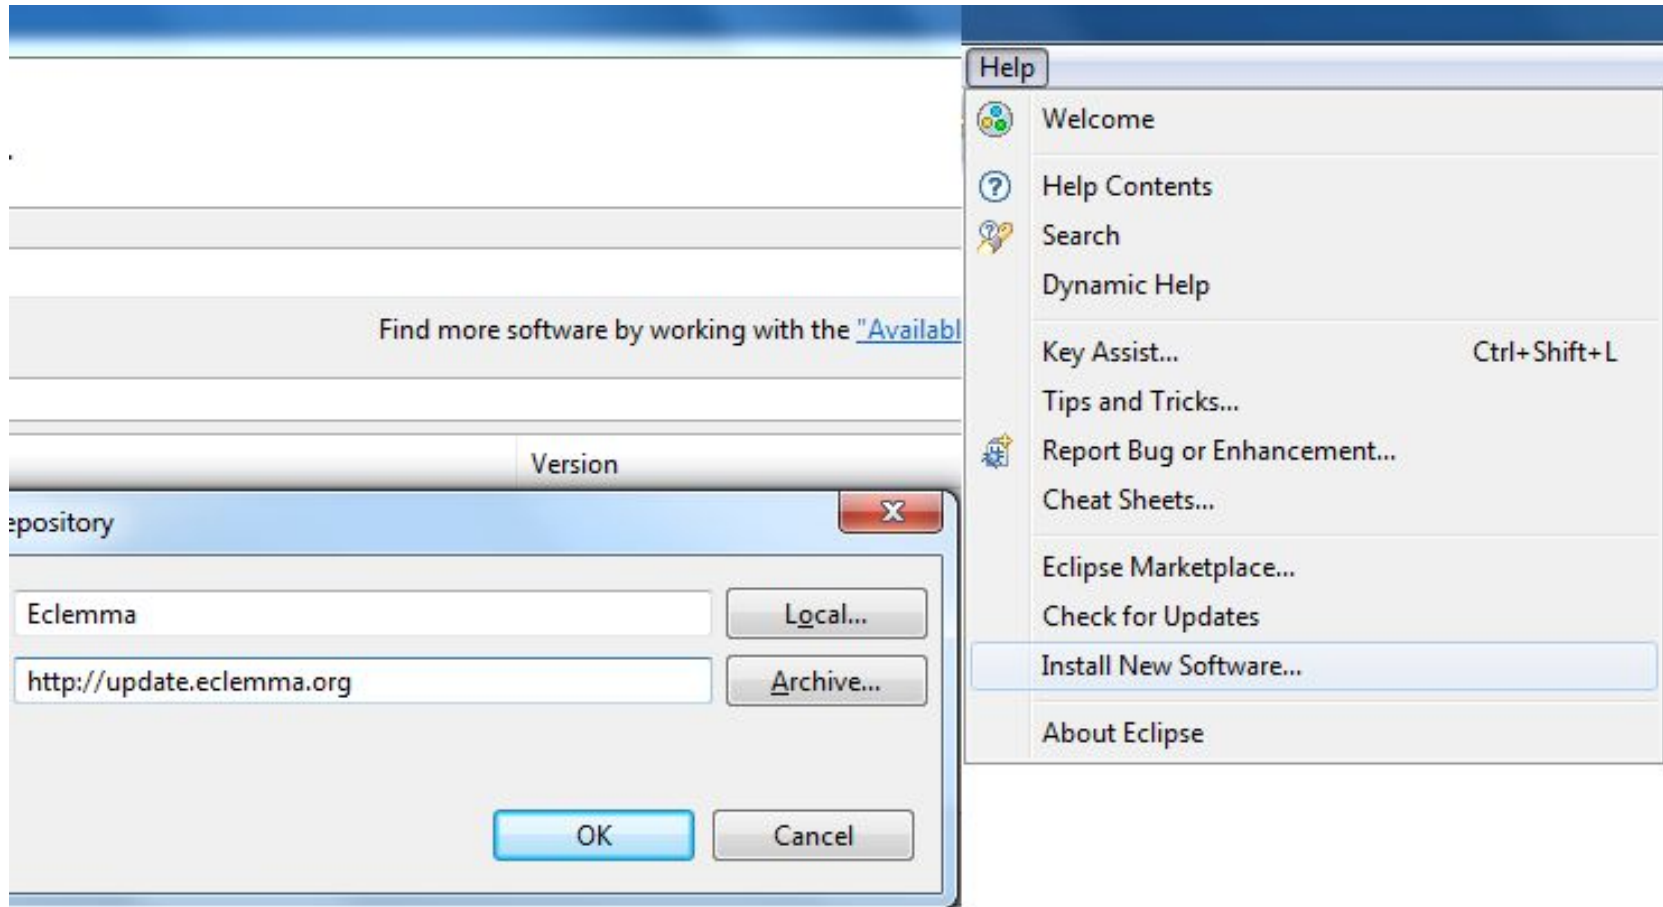 Find more software by working with the "Availabl
Version
epository
Eclemma
Local...
http://update.eclemma.org
Archive...
OK
Cancel
Help
Welcome
Help Contents
Search
Dynamic Help
Key Assist... Ctrl+Shift+L
Tips and Tricks...
Report Bug or Enhancement...
Cheat Sheets...
Eclipse Marketplace...
Check for Updates
Install New Software...
About Eclipse